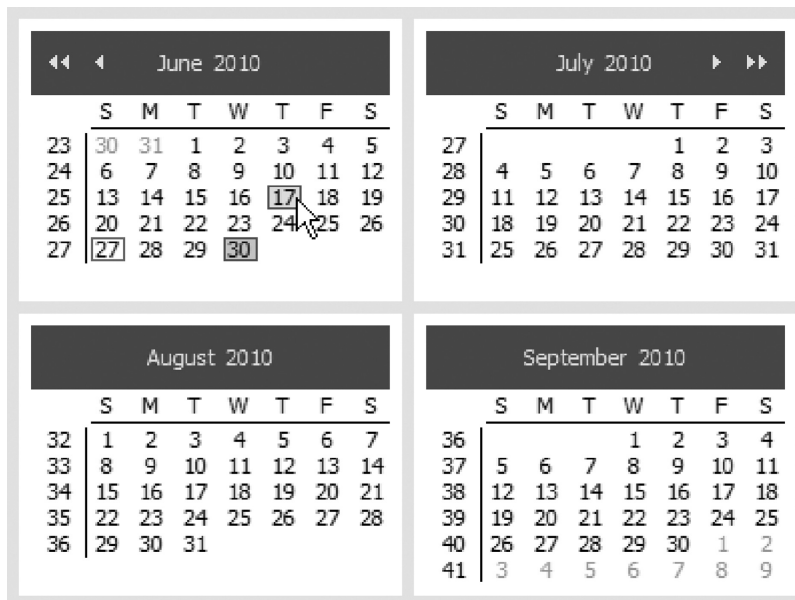 June 2010
S M T W T F S
23 30 31 1 2 3 4 5
24 6 7 8 9 10 11 12
25 13 14 15 16 17 18 19
26 20 21 22 23 24 25 26
27 27 28 29 30
July 2010
S M T W T F S
27 1 2 3
28 4 5 6 7 8 9 10
29 11 12 13 14 15 16 17
30 18 19 20 21 22 23 24
31 25 26 27 28 29 30 31
August 2010
S M T W T F S
32 1 2 3 4 5 6 7
33 8 9 10 11 12 13 14
34 15 16 17 18 19 20 21
35 22 23 24 25 26 27 28
36 29 30 31
September 2010
S M T W T F S
36 1 2 3 4
37 5 6 7 8 9 10 11
38 12 13 14 15 16 17 18
39 19 20 21 22 23 24 25
40 26 27 28 29 30 1 2
41 3 4 5 6 7 8 9